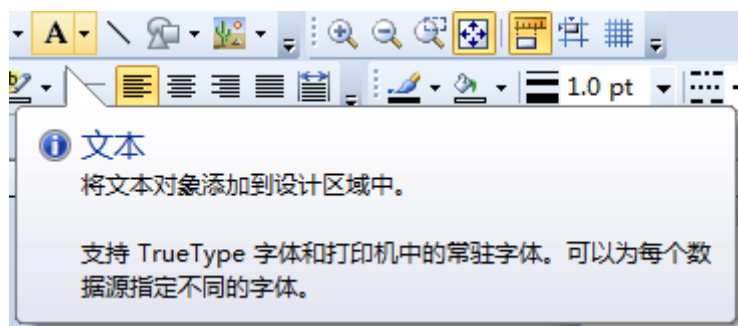 A
1.0 pt
文本
将文本对象添加到设计区域中。
支持 TrueType 字体和打印机中的常驻字体。可以为每个数
据源指定不同的字体。